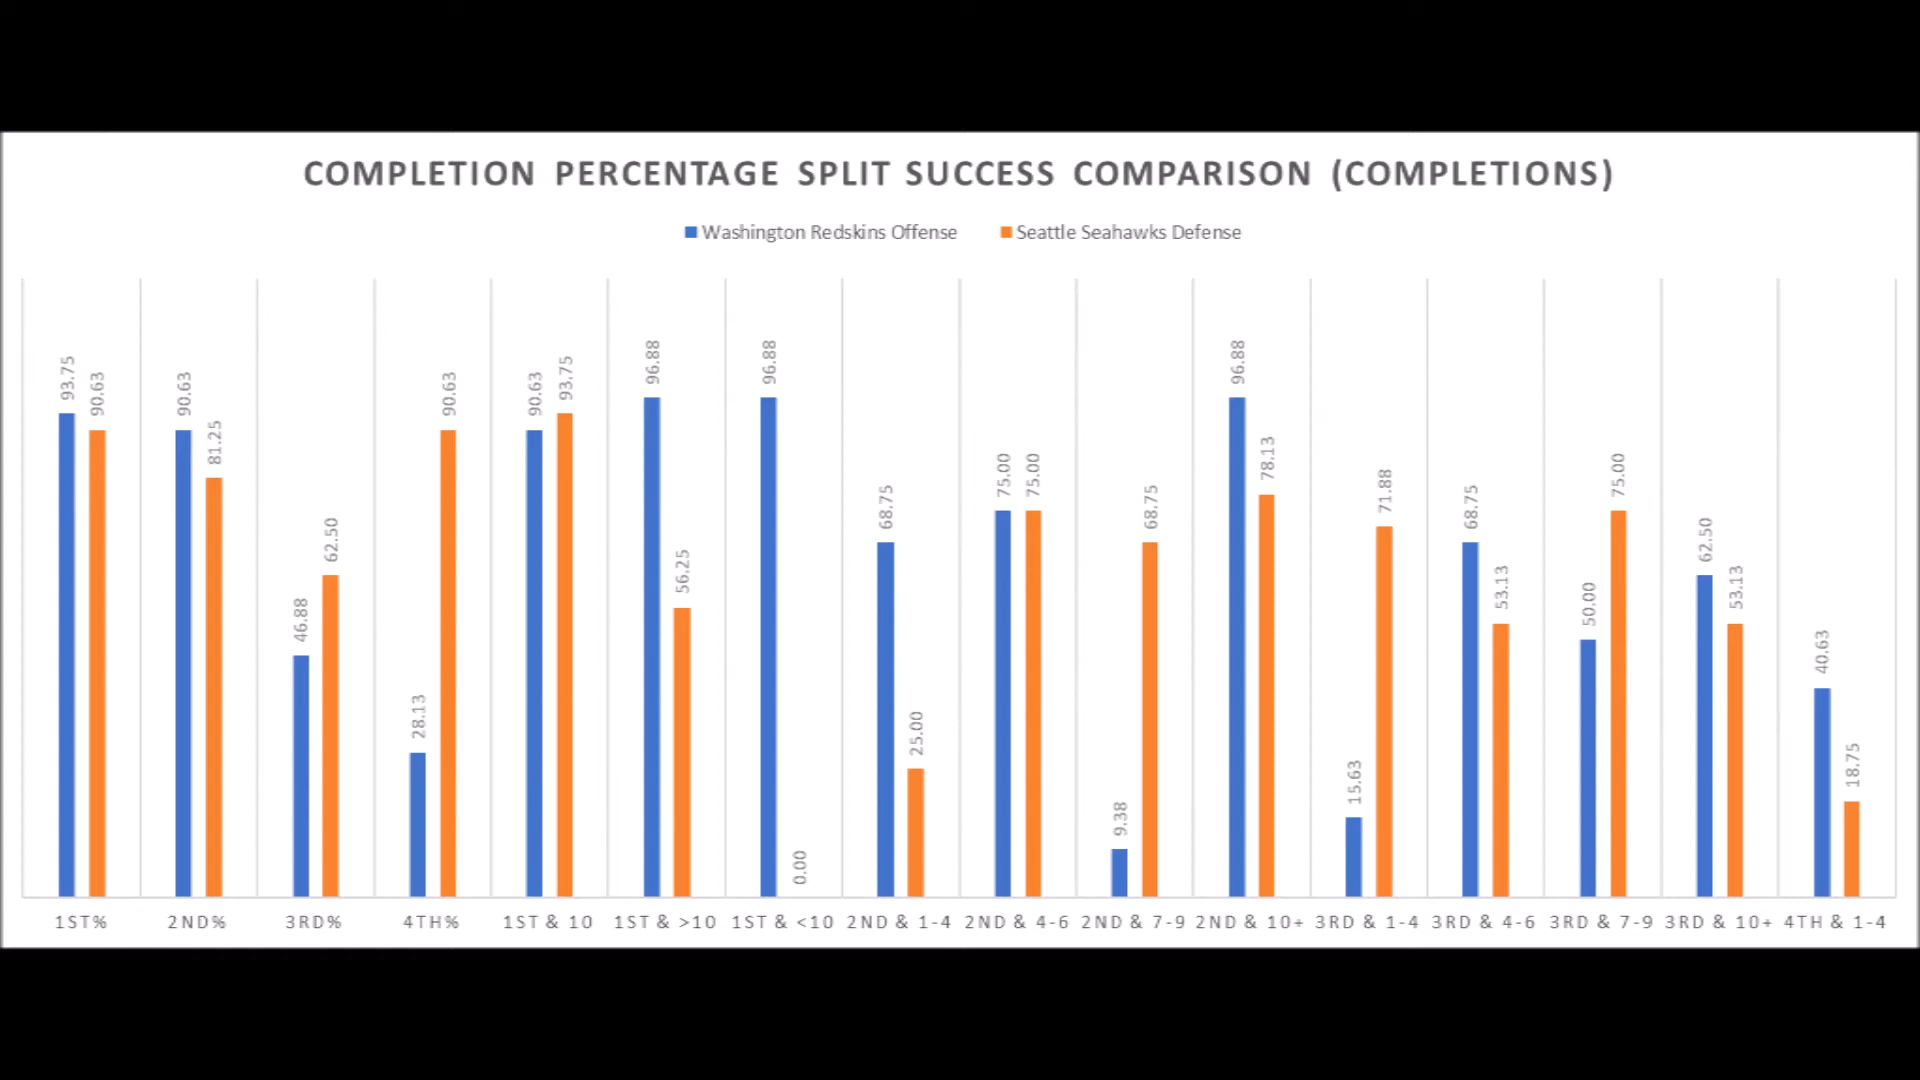 COMPLETION PERCENTAGE SPLIT SUCCESS COMPARISON (COMPLETIONS)
Washington Redskins Offense Seattle Seahawks Defense
93.75 90.63 90.63 81.25 46.88 62.50 28.13 90.63 90.63 93.75 96.88 56.25 96.88 0.00 68.75 25.00 75.00 75.00 9.38 68.75 96.88 78.13 15.63 71.88 68.75 53.13 50.00 75.00 62.50 53.13 40.63 18.75
1ST% 2ND% 3RD% 4TH% 1ST & 10 1ST & >10 1ST & <10 2ND & 1-4 2ND & 4-6 2ND & 7-9 2ND & 10+ 3RD & 1-4 3RD & 4-6 3RD & 7-9 3RD & 10+ 4TH & 1-4